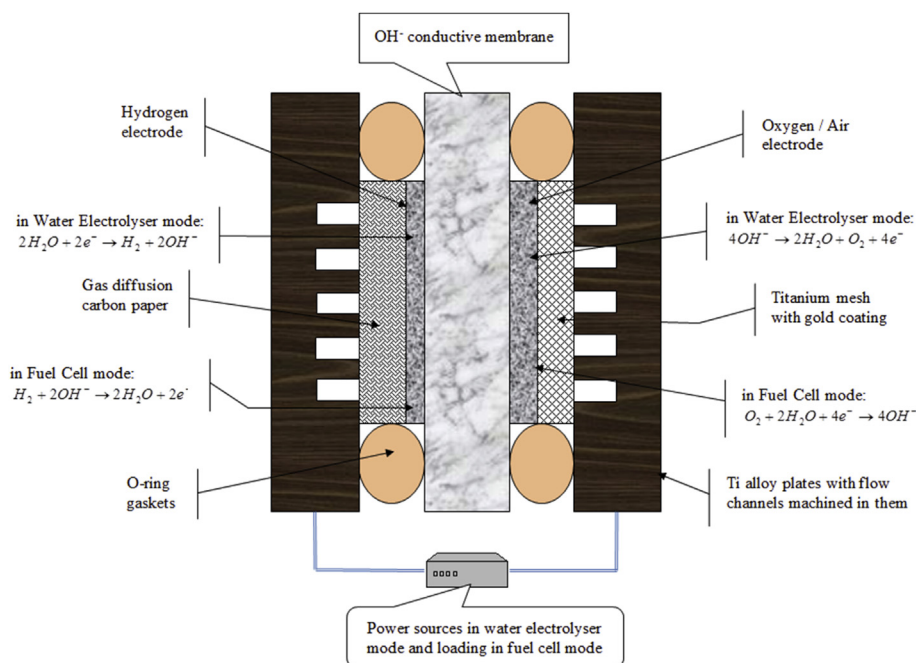 OH⁻ conductive membrane
Hydrogen
electrode
Oxygen / Air
electrode
in Water Electrolyser mode:
2H₂O + 2e⁻ → H₂ + 2OH⁻
in Water Electrolyser mode:
4OH⁻ → 2H₂O + O₂ + 4e⁻
Gas diffusion
carbon paper
Titanium mesh
with gold coating
in Fuel Cell mode:
H₂ + 2OH⁻ → 2H₂O + 2e⁻
in Fuel Cell mode:
O₂ + 2H₂O + 4e⁻ → 4OH⁻
O-ring
gaskets
Ti alloy plates with flow
channels machined in them
Power sources in water electrolyser
mode and loading in fuel cell mode